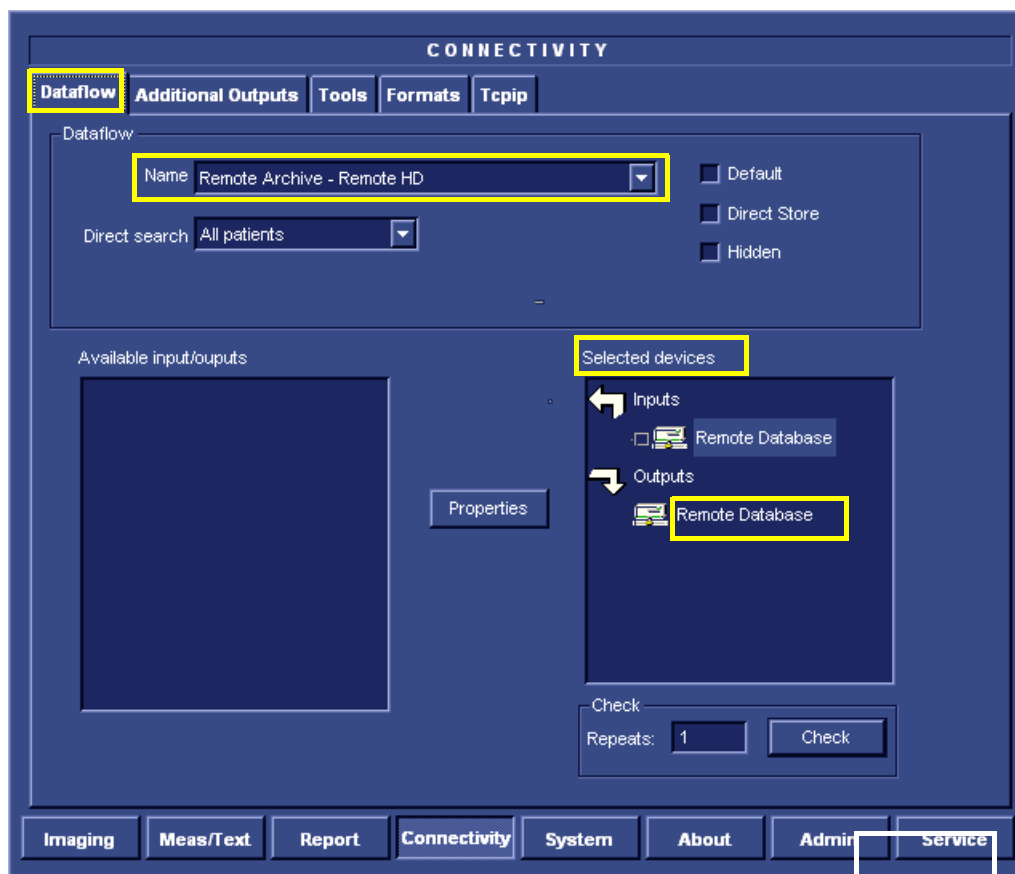 CONNECTIVITY
Dataflow Additional Outputs Tools Formats Tcpip
Dataflow
Name Remote Archive - Remote HD
Default
Direct Store
Direct search All patients
Hidden
Available input/ouputs
Selected devices
Inputs
Remote Database
Outputs
Properties
Remote Database
Check
Repeats: 1 Check
Imaging Meas/Text Report Connectivity System About Admin Service